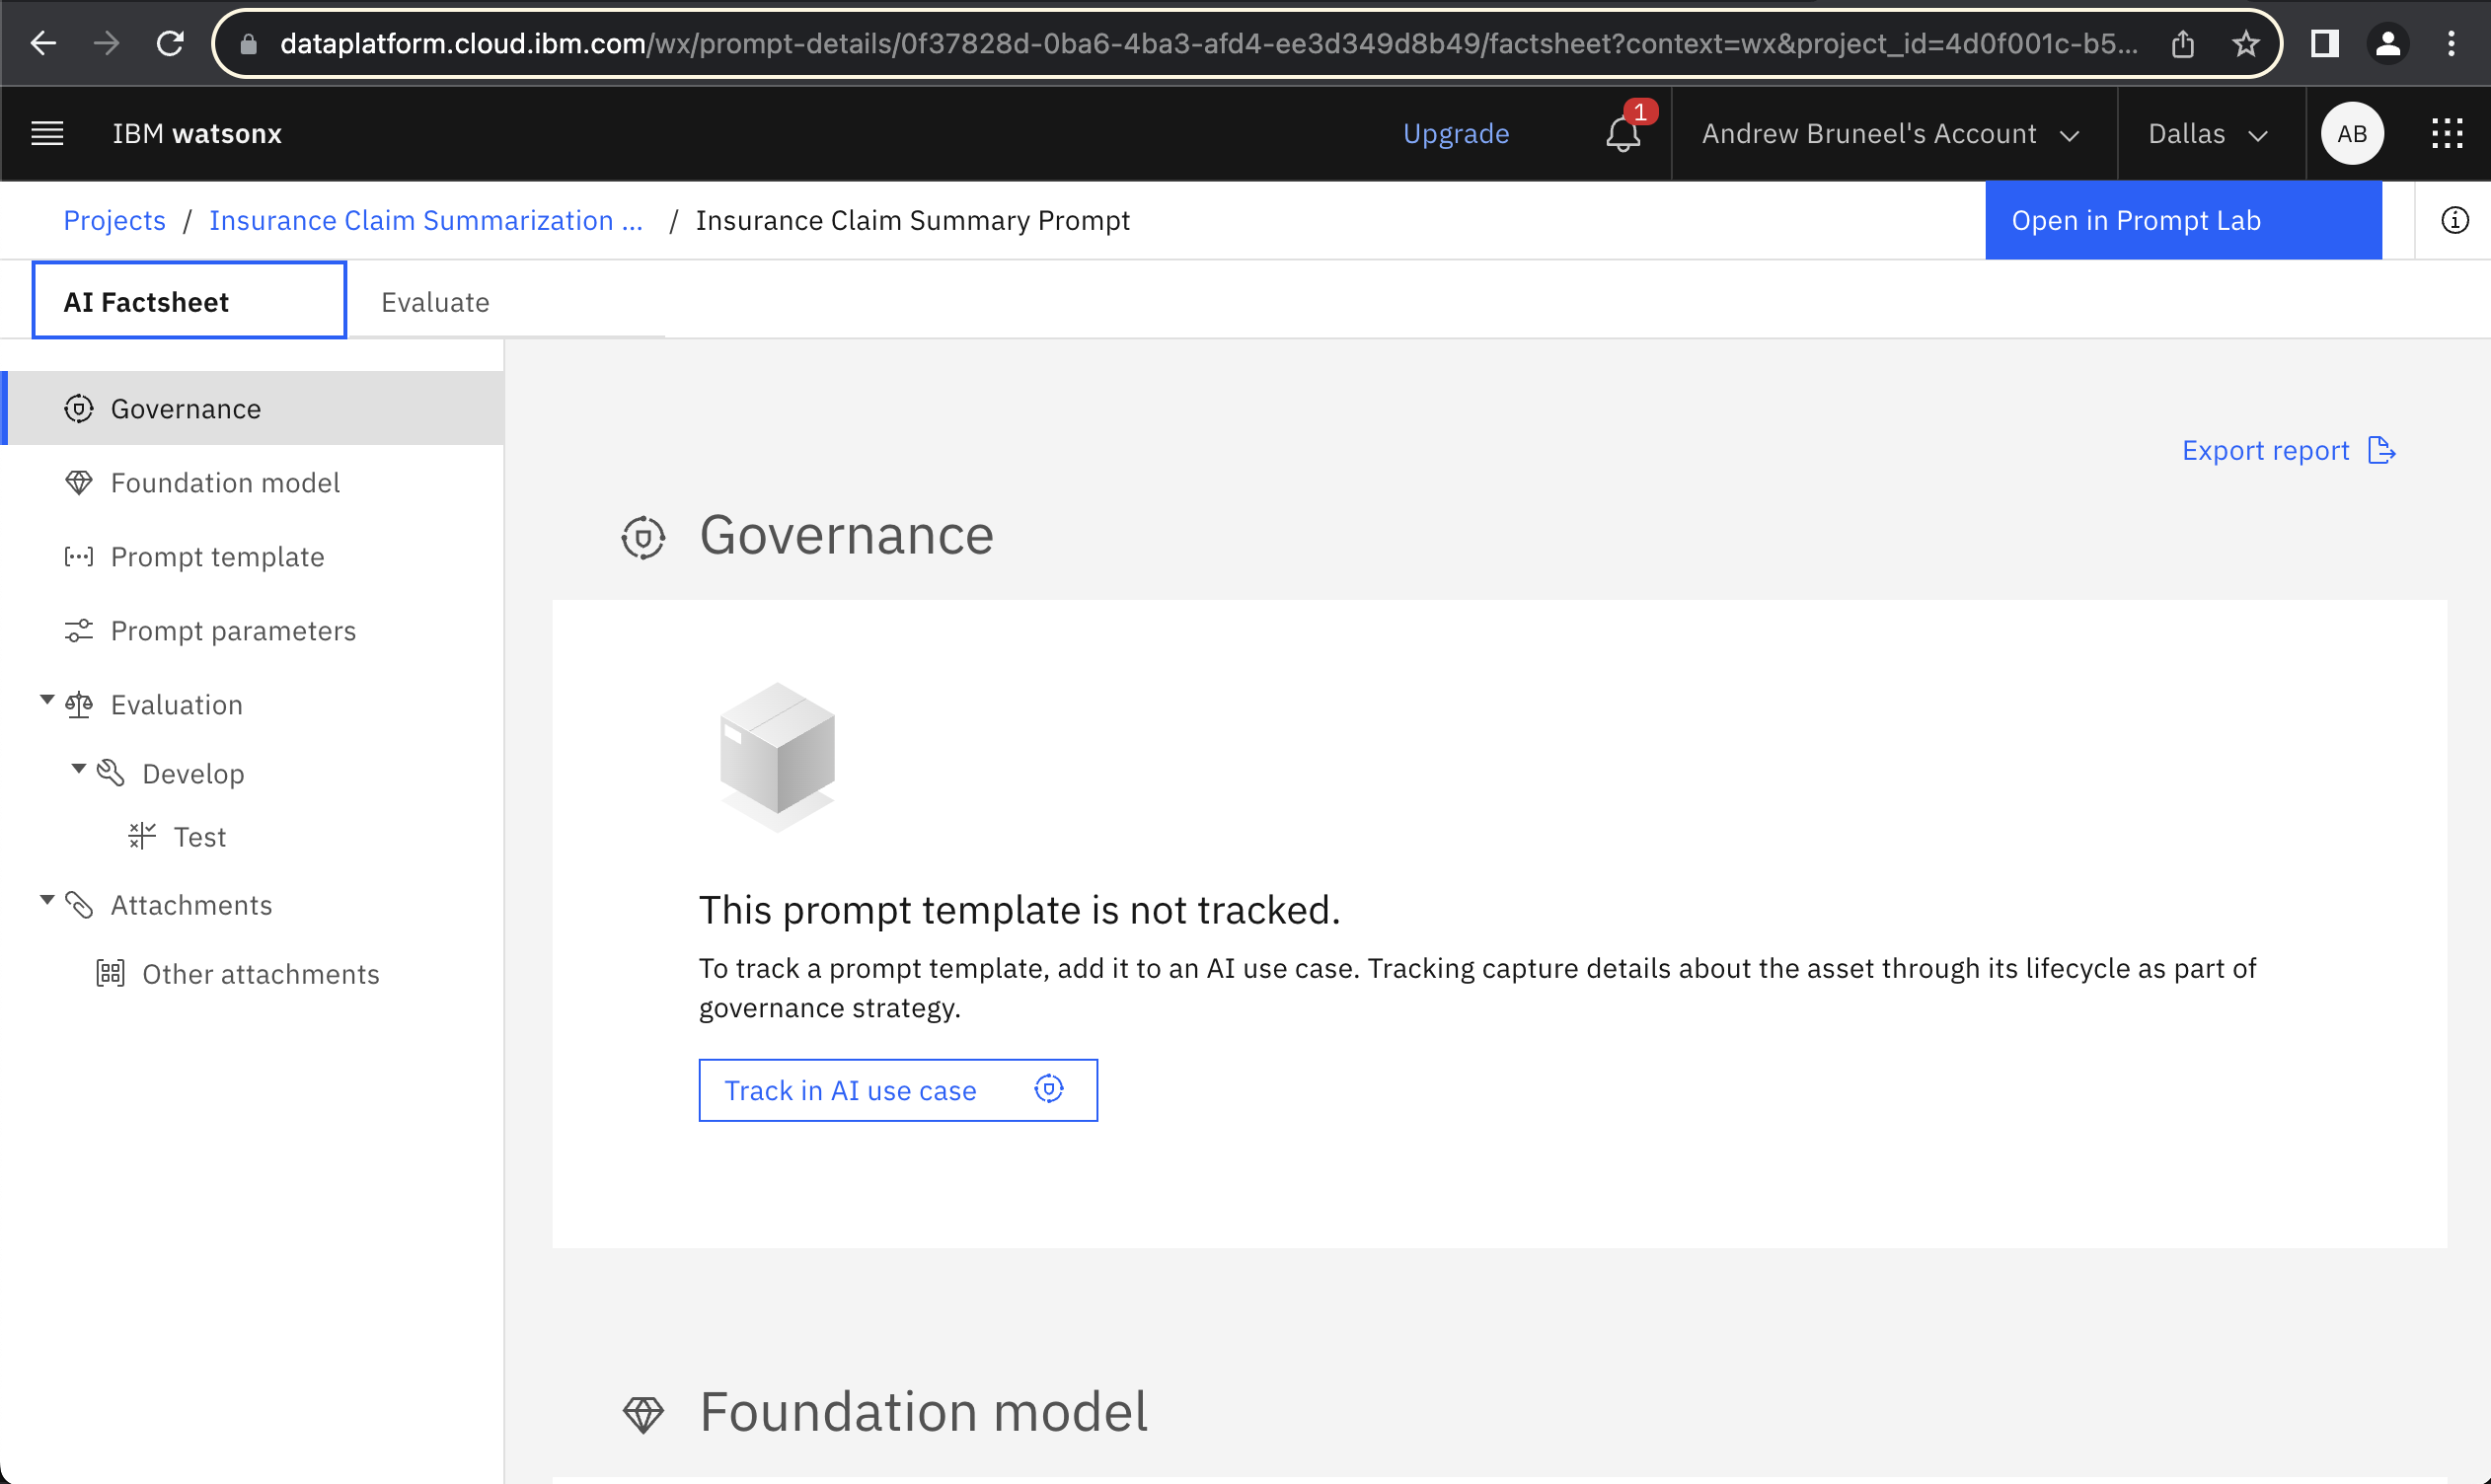 dataplatform.cloud.ibm.com/wx/prompt-details/0f37828d-0ba6-4ba3-afd4-ee3d349d8b49/factsheet?context=wx&project_id=4d0f001c-b5...
IBM watsonx
Upgrade
1
Andrew Bruneel's Account
Dallas
AB
Projects / Insurance Claim Summarization ... / Insurance Claim Summary Prompt
Open in Prompt Lab
AI Factsheet
Evaluate
Governance
Foundation model
Prompt template
Prompt parameters
Evaluation
Develop
Test
Attachments
Other attachments
Export report
Governance
This prompt template is not tracked.
To track a prompt template, add it to an AI use case. Tracking capture details about the asset through its lifecycle as part of
governance strategy.
Track in AI use case
Foundation model